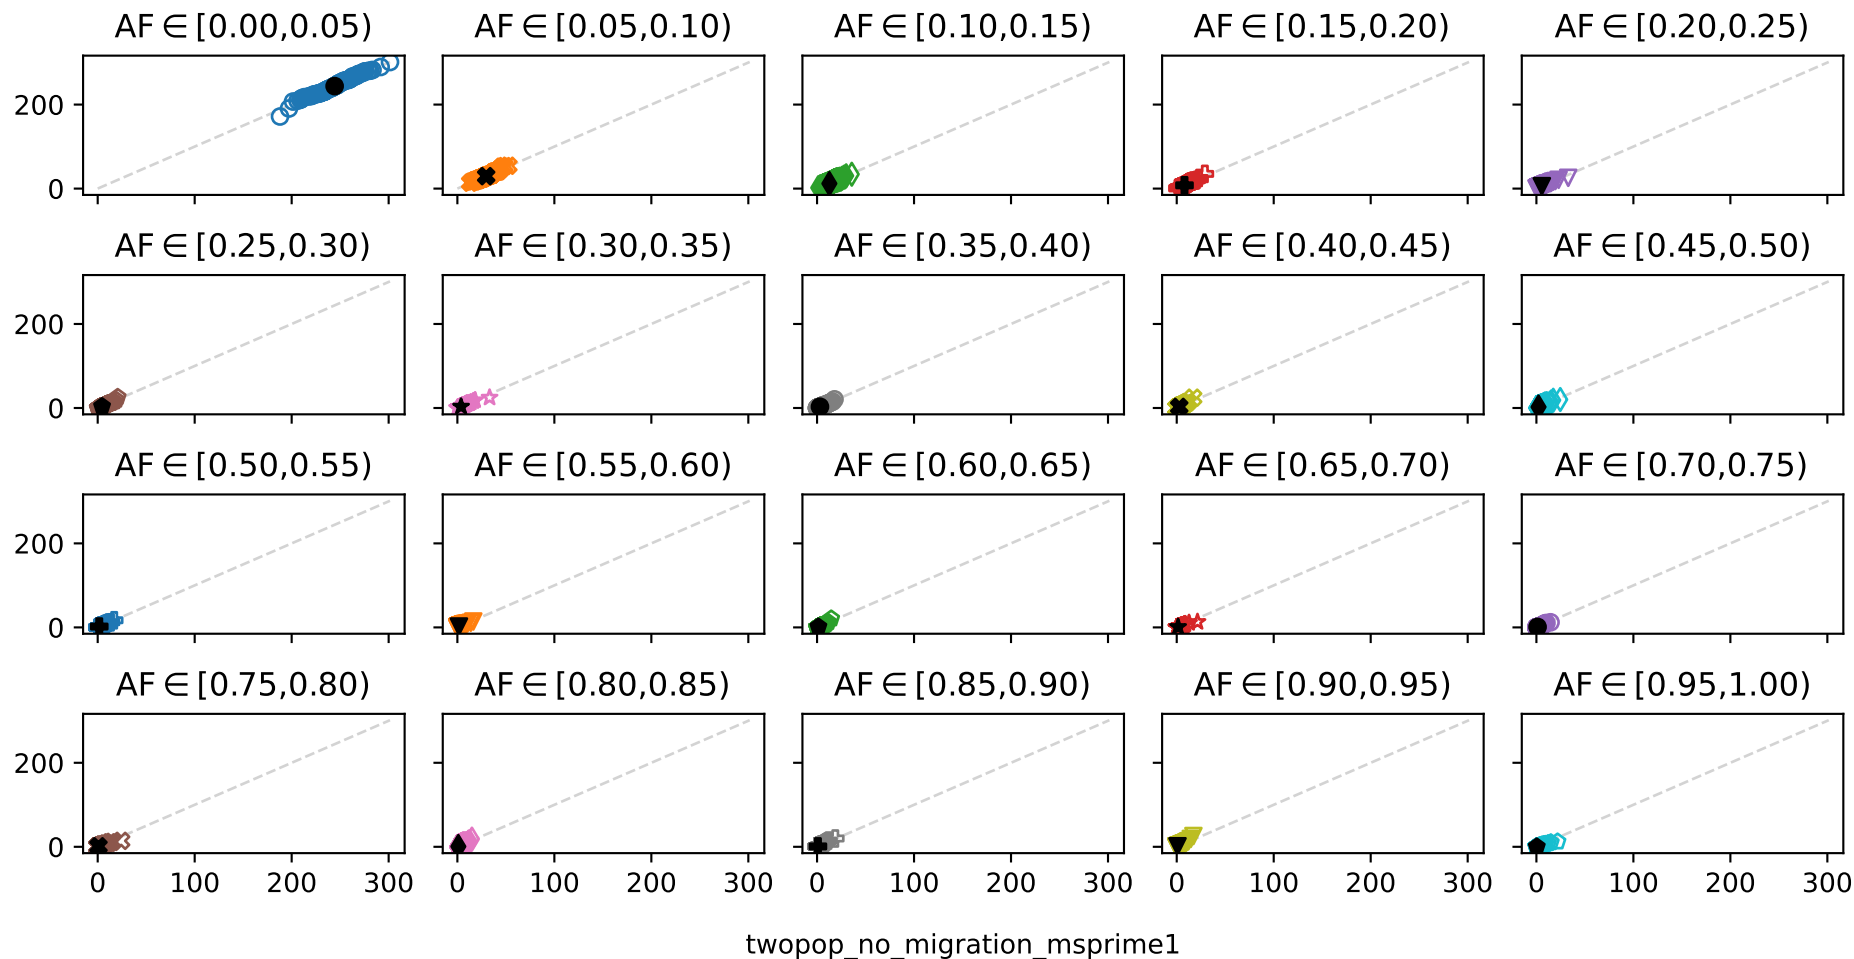 AF ∈ [0.00,0.05) AF ∈ [0.05,0.10) AF ∈ [0.10,0.15) AF ∈ [0.15,0.20) AF ∈ [0.20,0.25)
200
0
AF ∈ [0.25,0.30) AF ∈ [0.30,0.35) AF ∈ [0.35,0.40) AF ∈ [0.40,0.45) AF ∈ [0.45,0.50)
200
0
AF ∈ [0.50,0.55) AF ∈ [0.55,0.60) AF ∈ [0.60,0.65) AF ∈ [0.65,0.70) AF ∈ [0.70,0.75)
200
0
AF ∈ [0.75,0.80) AF ∈ [0.80,0.85) AF ∈ [0.85,0.90) AF ∈ [0.90,0.95) AF ∈ [0.95,1.00)
200
0
0 100 200 300 0 100 200 300 0 100 200 300 0 100 200 300 0 100 200 300
twopop_no_migration_msprime1